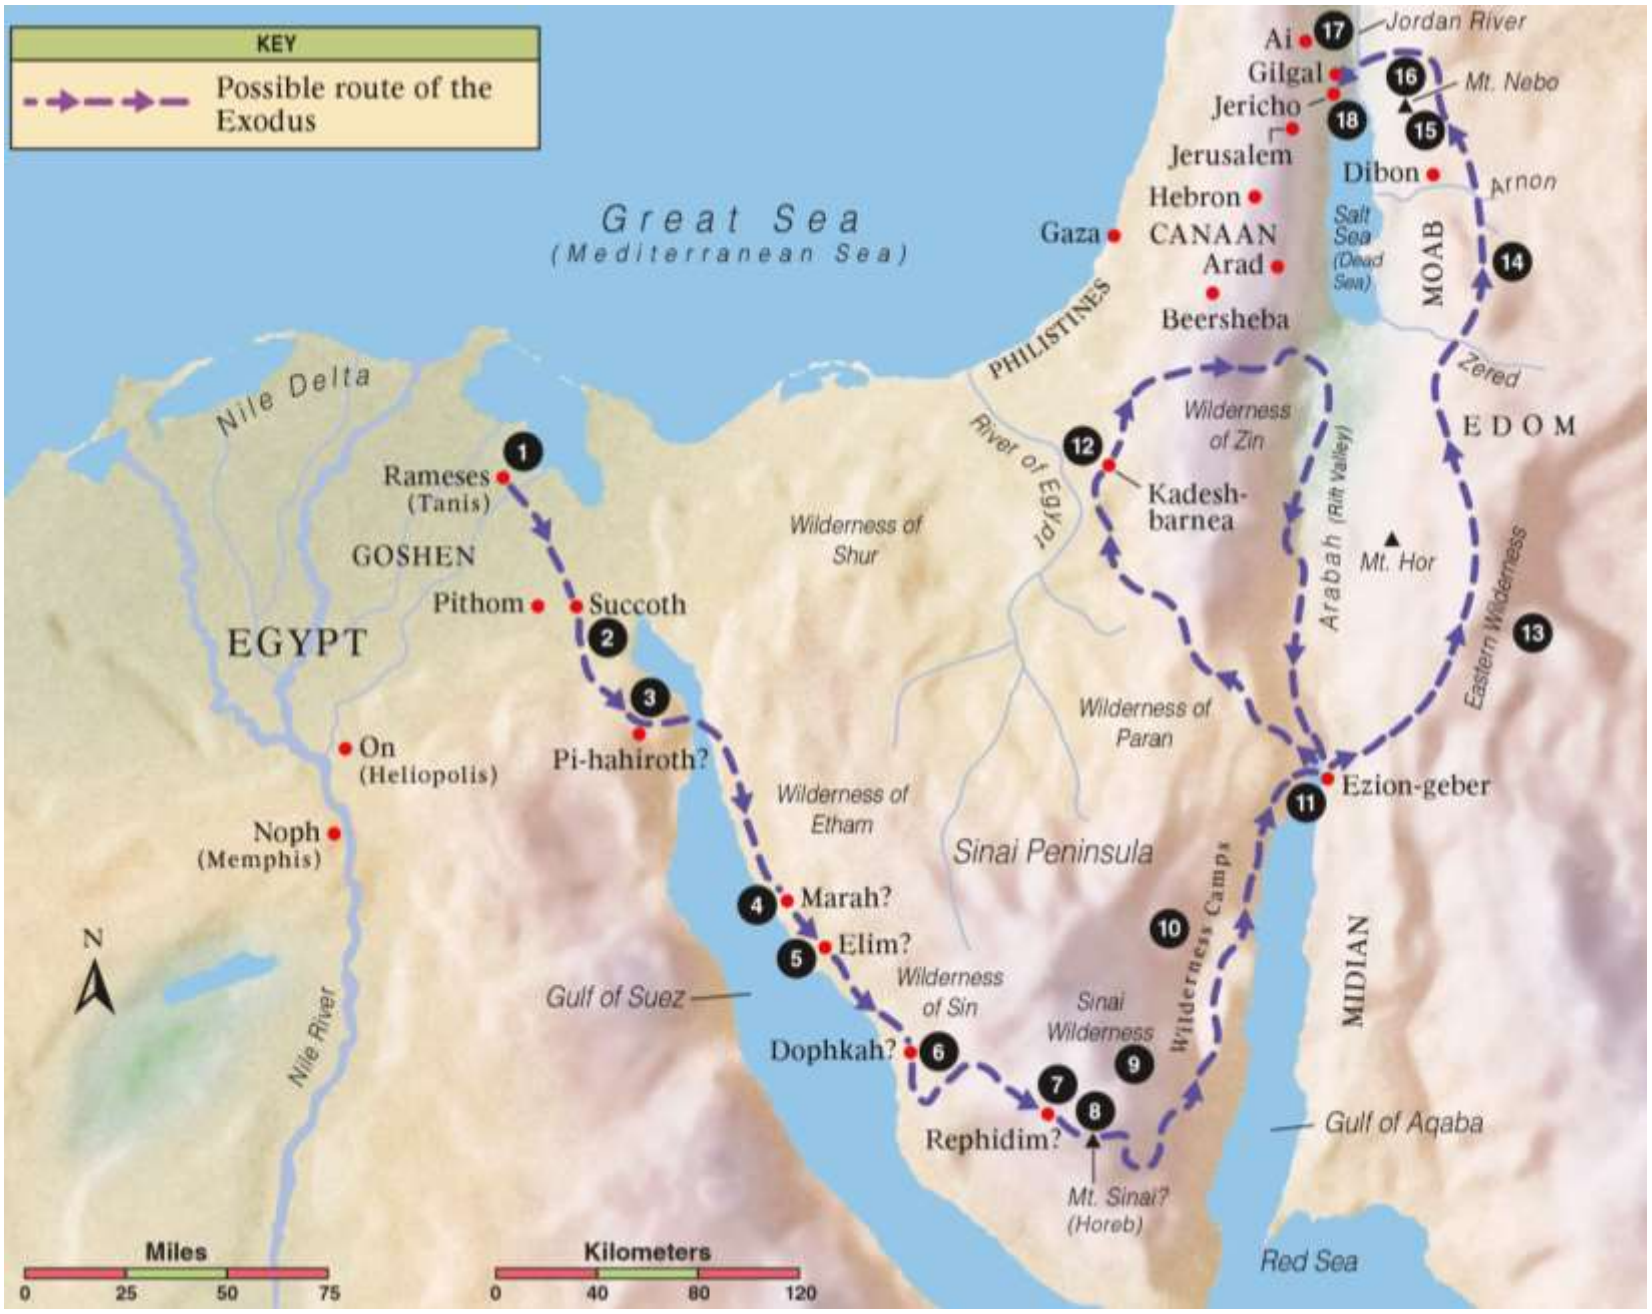 KEY
Possible route of the
Exodus
Jordan River
17
Ai
Gilgal
16
Mt. Nebo
Jericho
18
15
Jerusalem
Dibon
Arnon
Hebron
Great Sea
(Mediterranean Sea)
Gaza
CANAAN
Salt
Sea
(Dead
Sea)
MOAB
14
Arad
Beersheba
PHILISTINES
Zered
Nile Delta
Wilderness
of Zin
EDOM
12
River of Egypt
1
Rameses
(Tanis)
Kadesh-
barnea
Wilderness of
Shur
Arabah (Rift Valley)
Mt. Hor
GOSHEN
Pithom
Succoth
2
EGYPT
Eastern Wilderness
13
3
Pi-hahiroth?
Wilderness of
Paran
On
(Heliopolis)
Ezion-geber
11
Wilderness of
Etham
Noph
(Memphis)
Sinai Peninsula
4
Marah?
Wilderness Camps
10
5
Elim?
Wilderness
of Sin
MIDIAN
N
Gulf of Suez
Sinai
Wilderness
Nile River
Dophkah?
6
9
7
8
Rephidim?
Gulf of Aqaba
Mt. Sinai?
(Horeb)
Red Sea
Miles
0 25 50 75
Kilometers
0 40 80 120